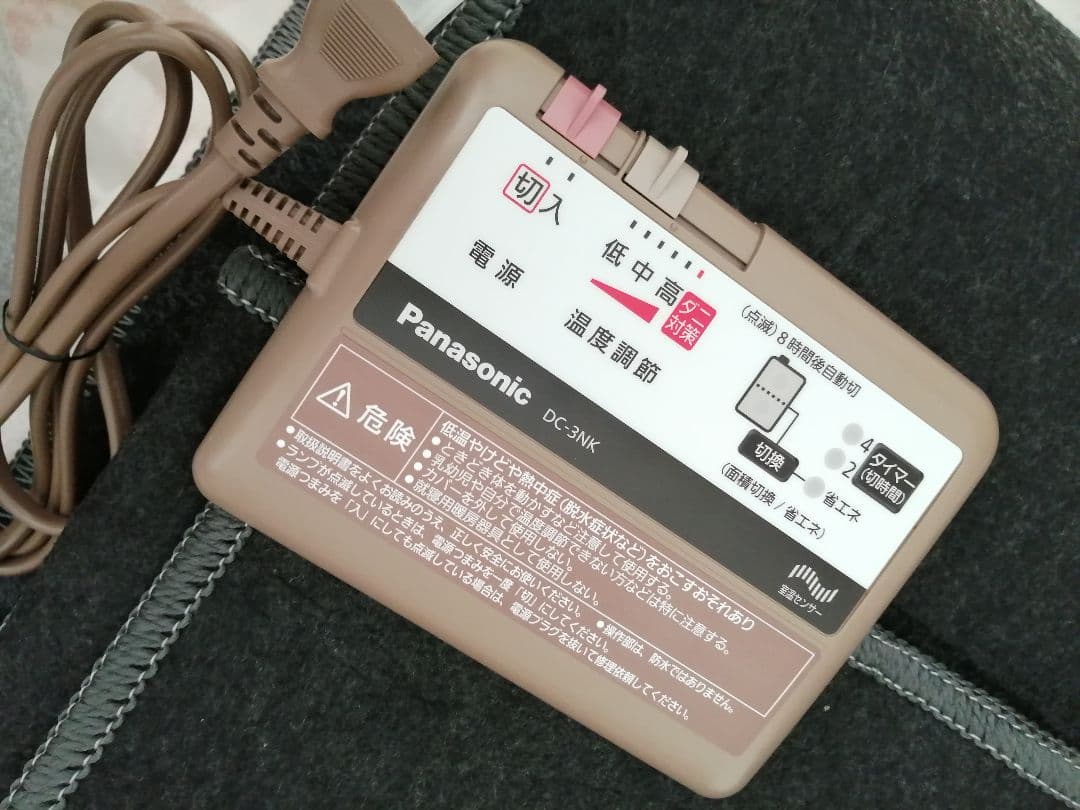 切 入
電源
低 中 高 ダニ対策
温度調節
(点滅)8時間後自動切
切換
(面積切換/省エネ)
4
2
省エネ
タイマー
(切時間)
Panasonic DC-3NK
室温センサー
危険
低温やけどや熱中症(脱水症状など)をおこすおそれあり
●ときどき体を動かすなど注意して使用する。
●乳幼児や自分で温度調節できない方などは特に注意する。
●カバーを外して使用しない。
●就寝用暖房器具として使用しない。
●取扱説明書をよくお読みのうえ、正しく安全にお使いください。 ●操作部は、防水ではありません。
●ランプが点滅しているときは、電源つまみを一度「切」にしてください。
電源つまみを「入」にしても点滅している場合は、電源プラグを抜いて修理依頼してください。